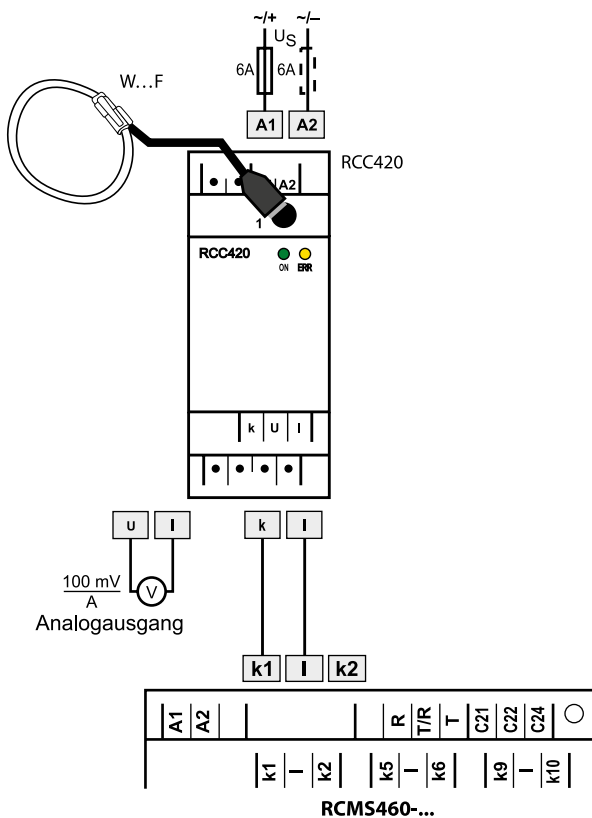 ~/+ ~/–
US
6A 6A
W…F
A1 A2
RCC420
A2
1
RCC420
ON ERR
k U I
U I k I
100 mV
A
V
Analogausgang
k1 I k2
A1 A2 R T/R T C21 C22 C24
k1 I k2 k5 I k6 k9 I k10
RCMS460-...